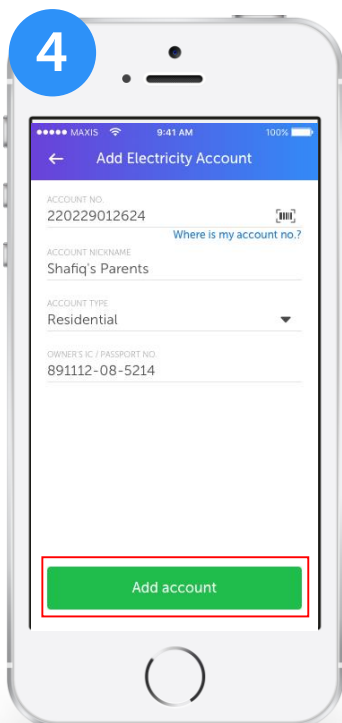 4
MAXIS 9:41 AM 100%
Add Electricity Account
ACCOUNT NO.
220229012624
Where is my account no.?
ACCOUNT NICKNAME
Shafiq's Parents
ACCOUNT TYPE
Residential
OWNER'S IC / PASSPORT NO.
891112-08-5214
Add account